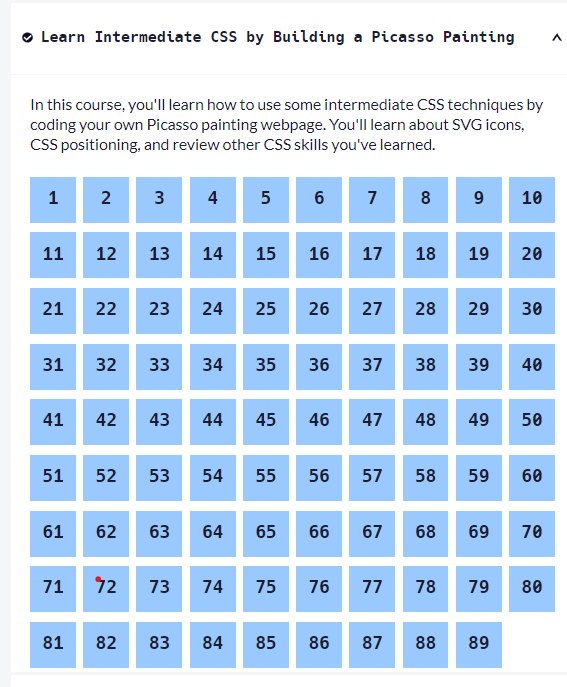 Learn Intermediate CSS by Building a Picasso Painting
In this course, you'll learn how to use some intermediate CSS techniques by
coding your own Picasso painting webpage. You'll learn about SVG icons,
CSS positioning, and review other CSS skills you've learned.
1 2 3 4 5 6 7 8 9 10
11 12 13 14 15 16 17 18 19 20
21 22 23 24 25 26 27 28 29 30
31 32 33 34 35 36 37 38 39 40
41 42 43 44 45 46 47 48 49 50
51 52 53 54 55 56 57 58 59 60
61 62 63 64 65 66 67 68 69 70
71 72 73 74 75 76 77 78 79 80
81 82 83 84 85 86 87 88 89